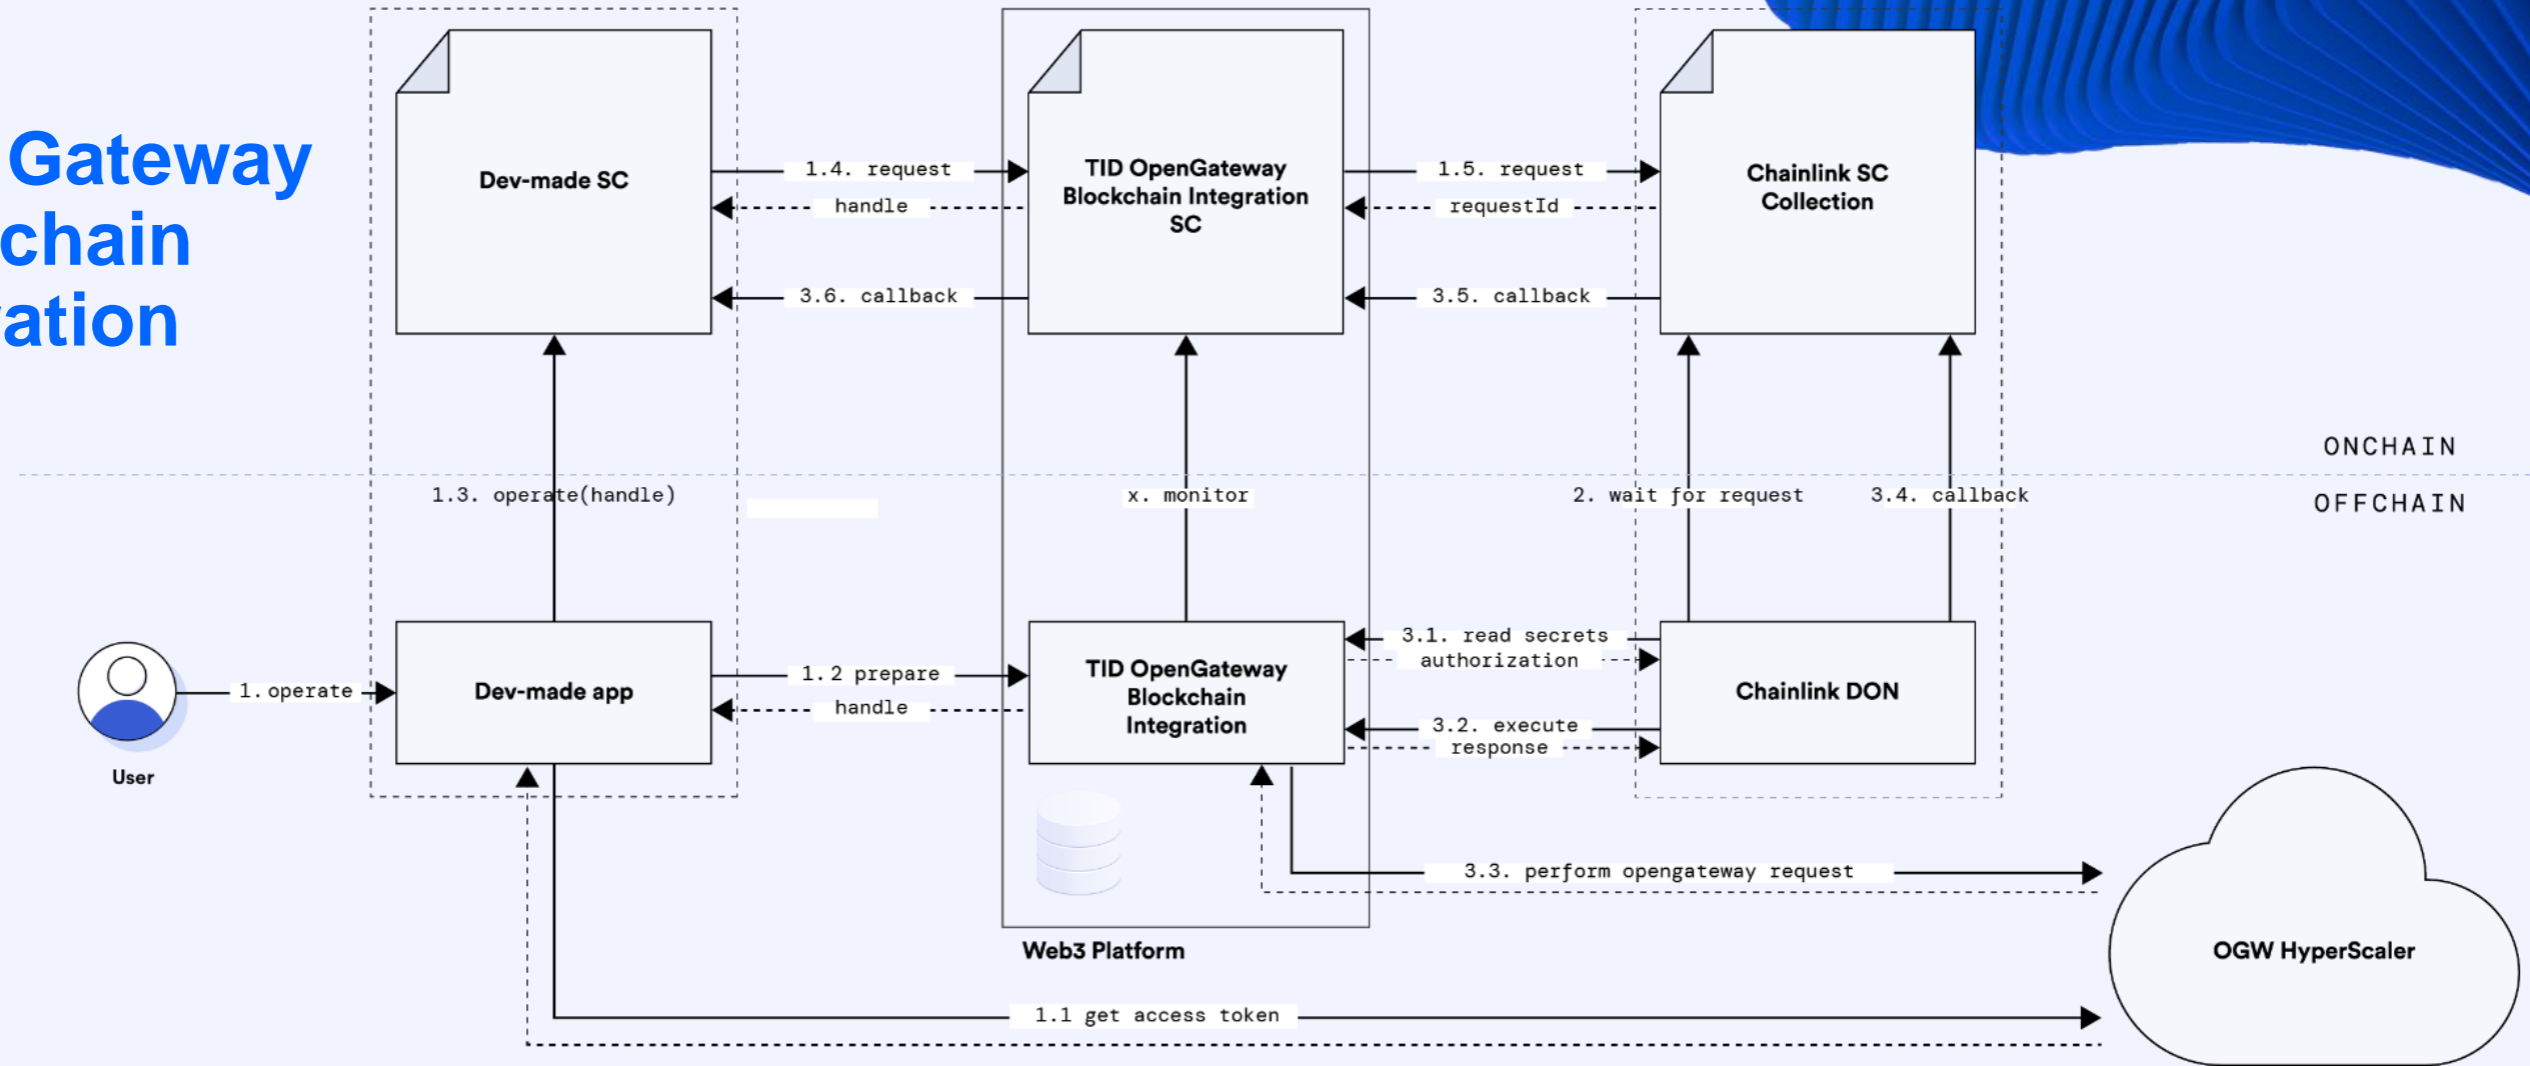 Gateway
chain
ation
Dev-made SC
1.4. request
handle
3.6. callback
TID OpenGateway
Blockchain Integration
SC
1.5. request
requestId
3.5. callback
Chainlink SC
Collection
ONCHAIN
OFFCHAIN
1.3. operate(handle)
x. monitor
2. wait for request
3.4. callback
User
1.operate
Dev-made app
1.2 prepare
handle
TID OpenGateway
Blockchain
Integration
3.1. read secrets
authorization
3.2. execute
response
Chainlink DON
3.3. perform opengateway request
Web3 Platform
OGW HyperScaler
1.1 get access token